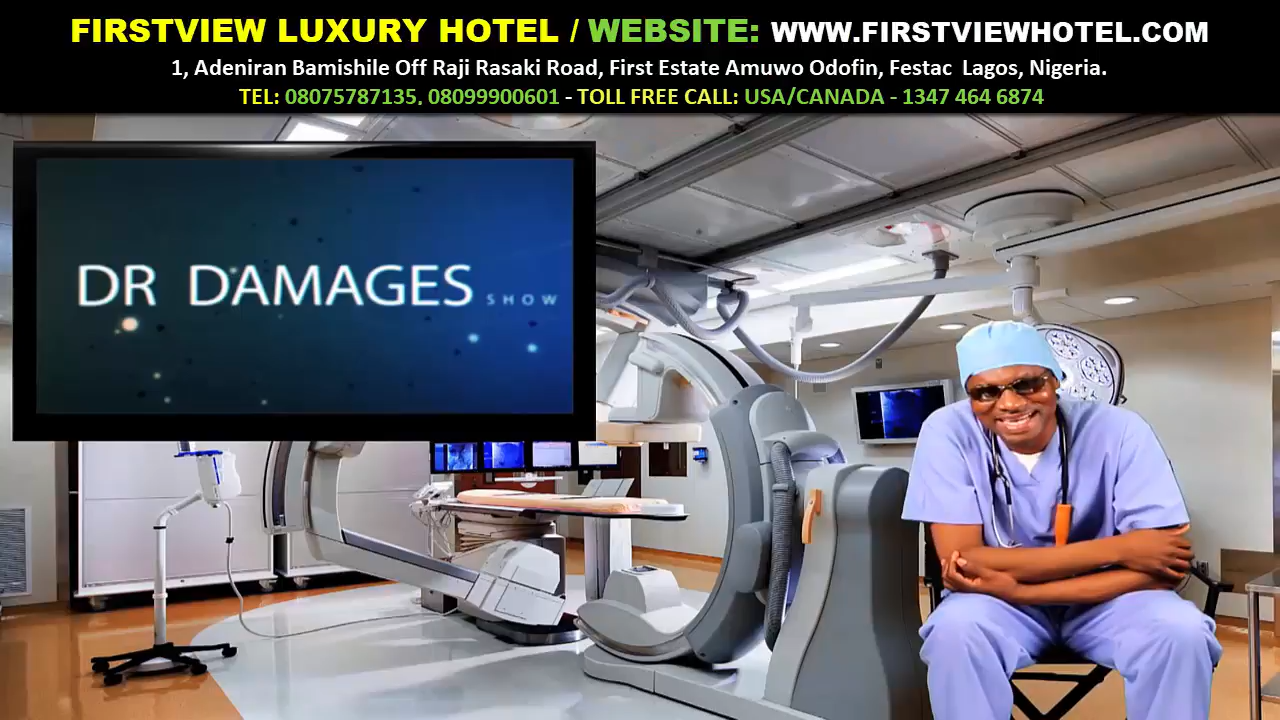 FIRSTVIEW LUXURY HOTEL / WEBSITE: WWW.FIRSTVIEWHOTEL.COM
1, Adeniran Bamishile Off Raji Rasaki Road, First Estate Amuwo Odofin, Festac Lagos, Nigeria.
TEL: 08075787135, 08099900601 - TOLL FREE CALL: USA/CANADA - 1347 464 6874
DR DAMAGES SHOW